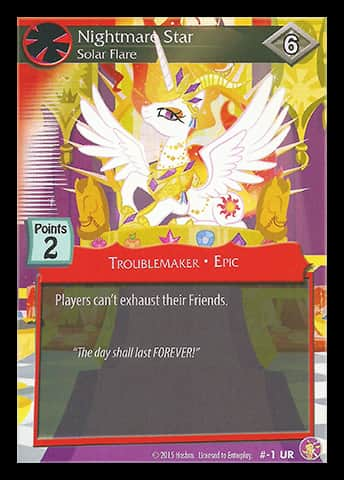 Nightmare Star
Solar Flare
6
Points
2
TROUBLEMAKER • EPIC
Players can't exhaust their Friends.
"The day shall last FOREVER!"
© 2015 Hasbro. Licensed to Enterplay. #-1 UR